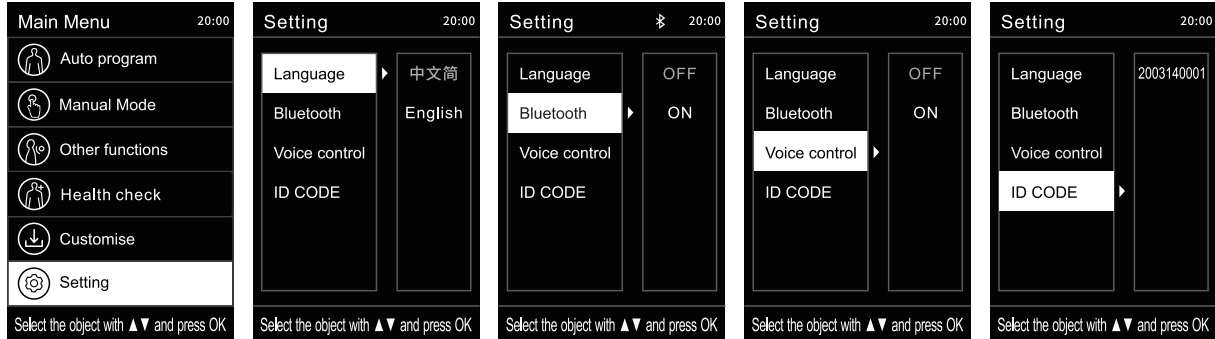 Main Menu 20:00
Auto program
Manual Mode
Other functions
Health check
Customise
Setting
Select the object with ▲▼ and press OK
Setting 20:00
Language 中文简
Bluetooth English
Voice control
ID CODE
Select the object with ▲▼ and press OK
Setting 20:00
Language OFF
Bluetooth ON
Voice control
ID CODE
Select the object with ▲▼ and press OK
Setting 20:00
Language OFF
Bluetooth ON
Voice control
ID CODE
Select the object with ▲▼ and press OK
Setting 20:00
Language 2003140001
Bluetooth
Voice control
ID CODE
Select the object with ▲▼ and press OK